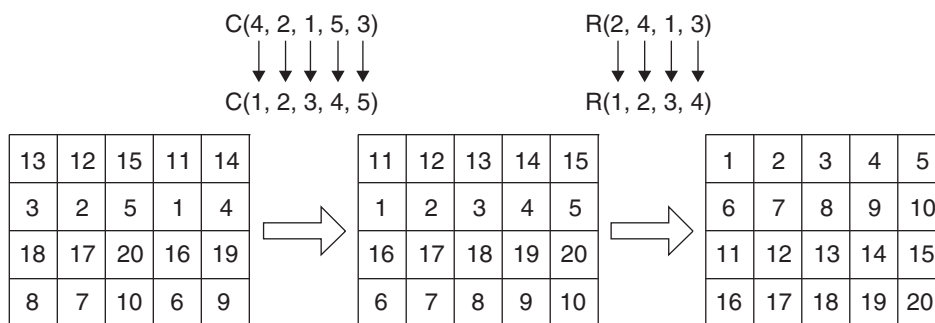 C(4, 2, 1, 5, 3)
R(2, 4, 1, 3)
C(1, 2, 3, 4, 5)
R(1, 2, 3, 4)
13 12 15 11 14
11 12 13 14 15
1 2 3 4 5
3 2 5 1 4
1 2 3 4 5
6 7 8 9 10
18 17 20 16 19
16 17 18 19 20
11 12 13 14 15
8 7 10 6 9
6 7 8 9 10
16 17 18 19 20